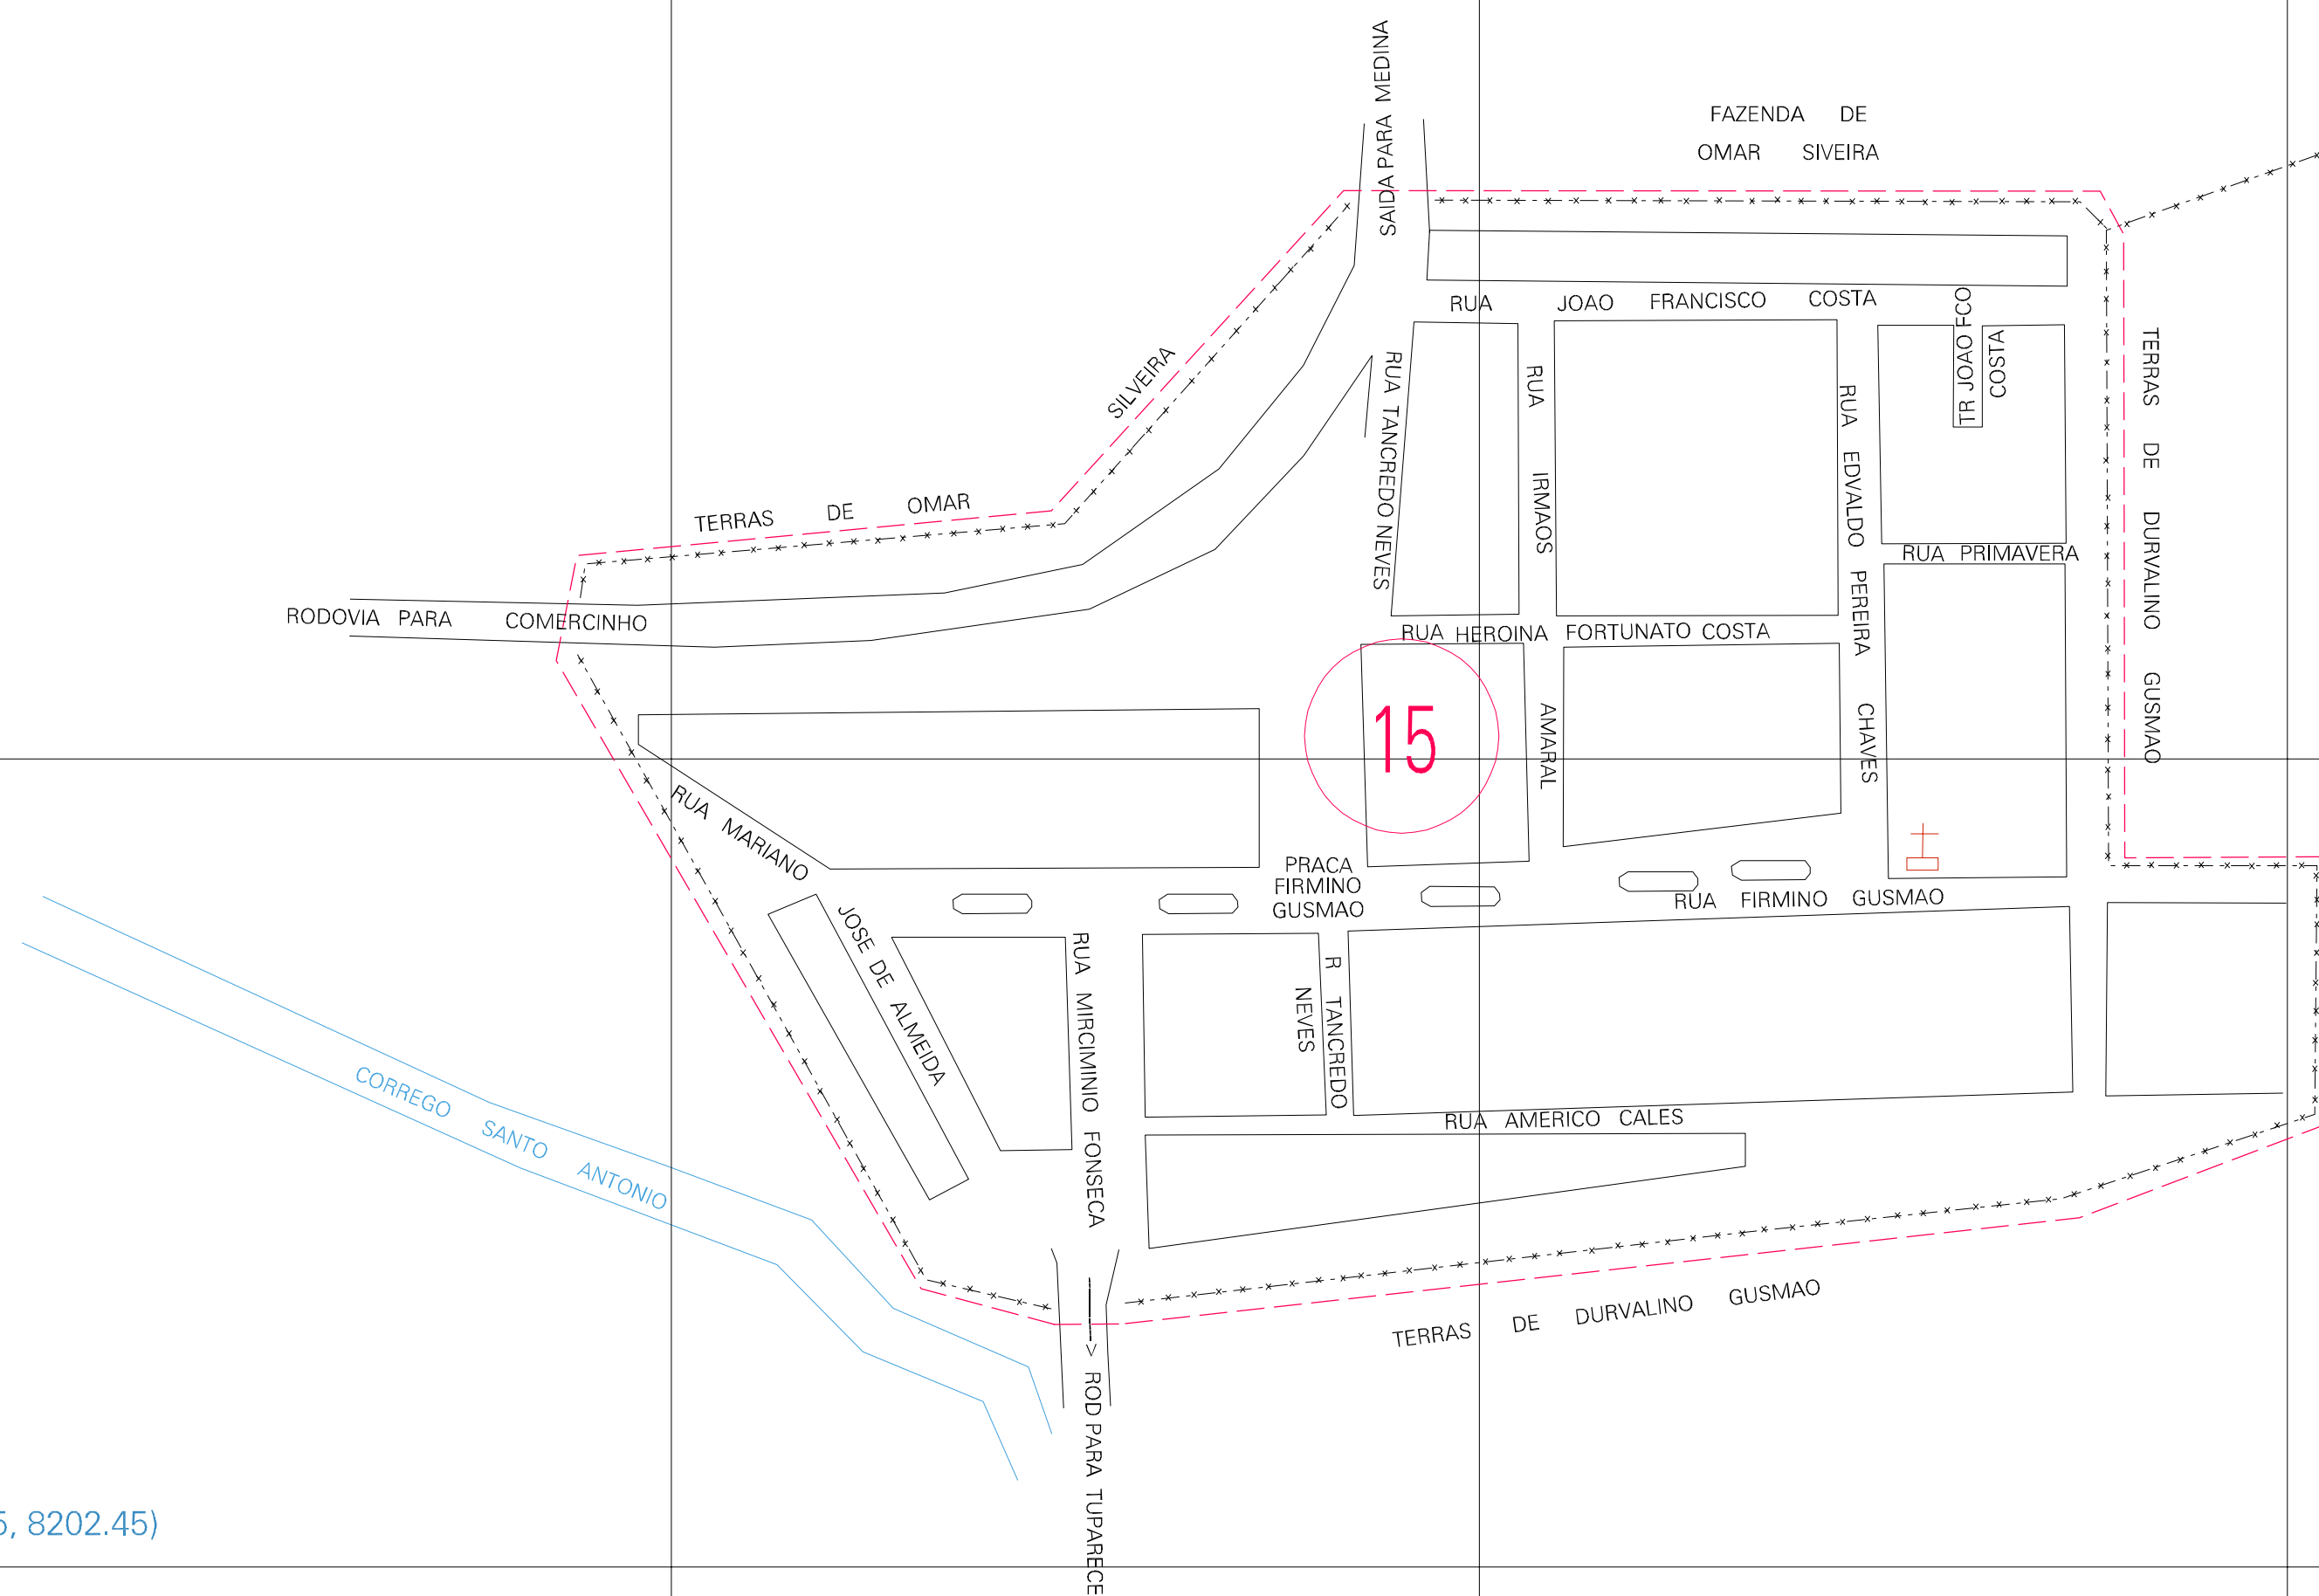 SAIDA PARA MEDINA
FAZENDA DE
OMAR SIVEIRA
RUA JOAO FRANCISCO COSTA
TR JOAO FCO
COSTA
TERRAS DE DURVALINO GUSMAO
TERRAS DE OMAR SILVEIRA
RUA TANCREDO NEVES
RUA IRMAOS AMARAL
RUA EDVALDO PEREIRA CHAVES
RUA PRIMAVERA
RODOVIA PARA COMERCINHO
RUA HEROINA FORTUNATO COSTA
15
RUA MARIANO JOSE DE ALMEIDA
PRACA
FIRMINO
GUSMAO
RUA FIRMINO GUSMAO
RUA MIRCIMINIO FONSECA
R TANCREDO
NEVES
RUA AMERICO CALES
CORREGO SANTO ANTONIO
TERRAS DE DURVALINO GUSMAO
-----> ROD PARA TUPARECE
5, 8202.45)